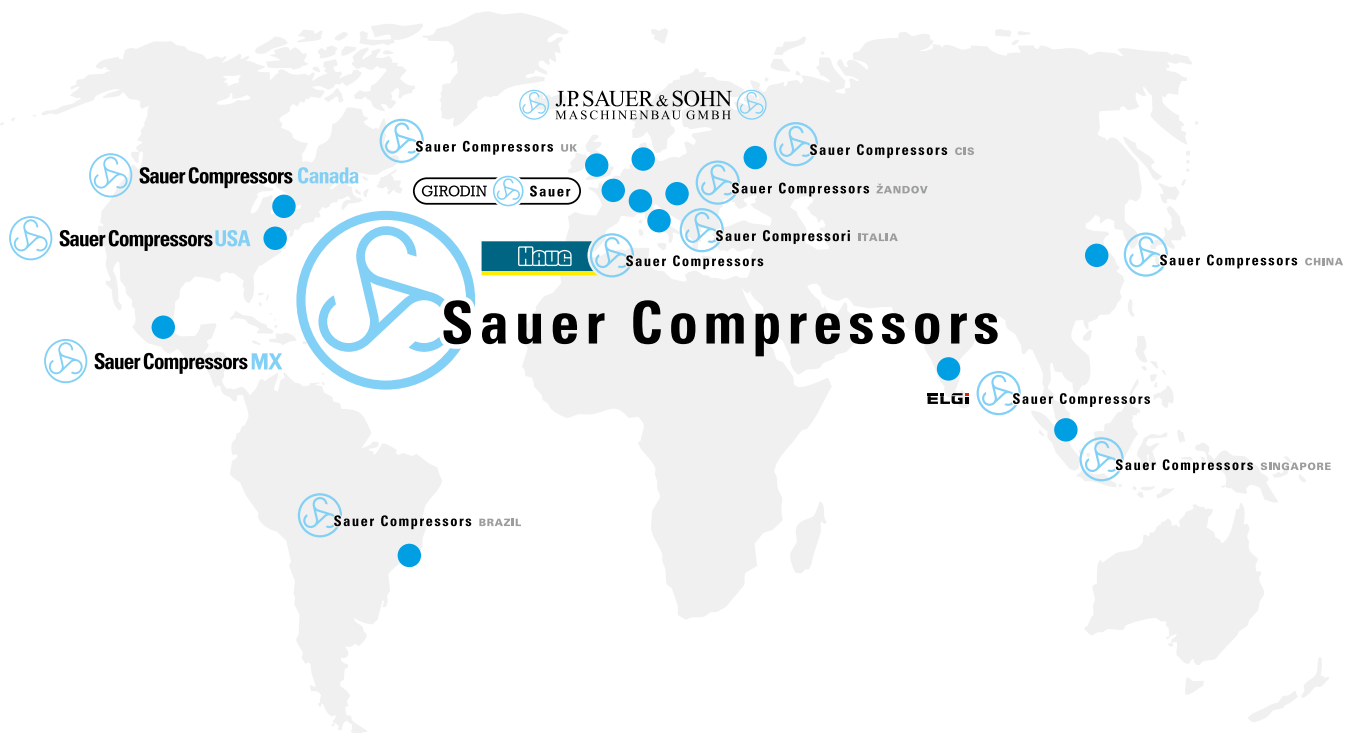 J.P. SAUER & SOHN
MASCHINENBAU GMBH
Sauer Compressors UK
Sauer Compressors CIS
Sauer Compressors Canada
GIRODIN Sauer
Sauer Compressors ŽANDOV
Sauer Compressors USA
Sauer Compressori ITALIA
HAUG Sauer Compressors
Sauer Compressors CHINA
Sauer Compressors
Sauer Compressors MX
ELGi Sauer Compressors
Sauer Compressors SINGAPORE
Sauer Compressors BRAZIL